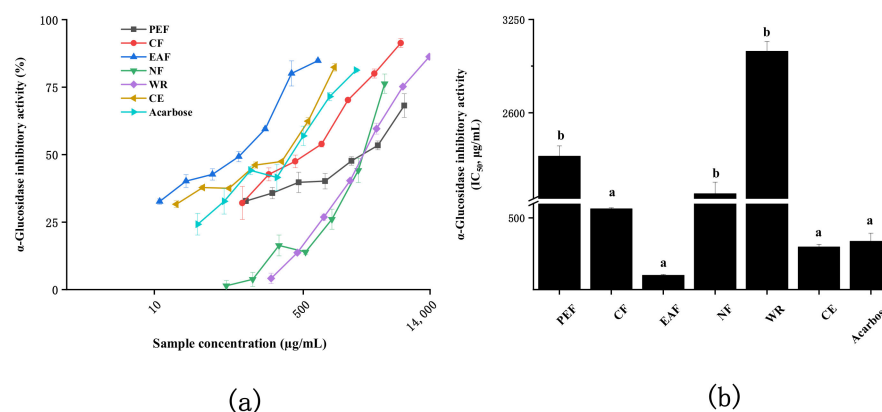 (a)
100
75
50
25
0
α-Glucosidase inhibitory activity (%)
PEF
CF
EAF
NF
WR
CE
Acarbose
10
500
14,000
Sample concentration (μg/mL)
(a)
(b)
3250
2600
500
α-Glucosidase inhibitory activity
(IC50, μg/mL)
b
a
a
b
b
a
a
PEF
CF
EAF
NF
WR
CE
Acarbose
(b)